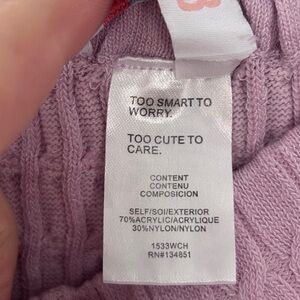 TOO SMART TO
WORRY.
TOO CUTE TO
CARE.
CONTENT
CONTENU
COMPOSICION
SELF/SOI/EXTERIOR
70%ACRYLIC/ACRYLIQUE
30%NYLON/NYLON
1533WCH
RN#134851